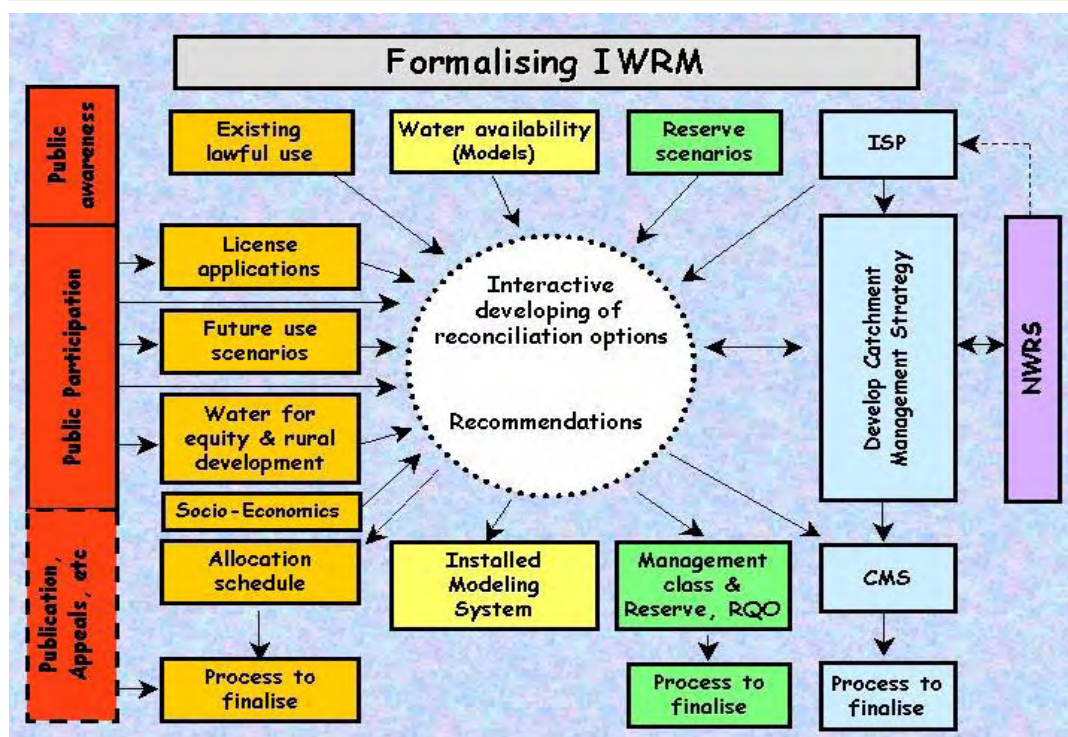 Formalising IWRM
Public
awareness
Existing
lawful use
Water availability
(Models)
Reserve
scenarios
ISP
Public Participation
License
applications
Future use
scenarios
Water for
equity & rural
development
Socio-Economics
Interactive
developing of
reconciliation options
Recommendations
Develop Catchment
Management Strategy
NWRS
Publication,
Appeals, etc
Allocation
schedule
Installed
Modeling
System
Management
class &
Reserve, RQO
CMS
Process to
finalise
Process to
finalise
Process to
finalise